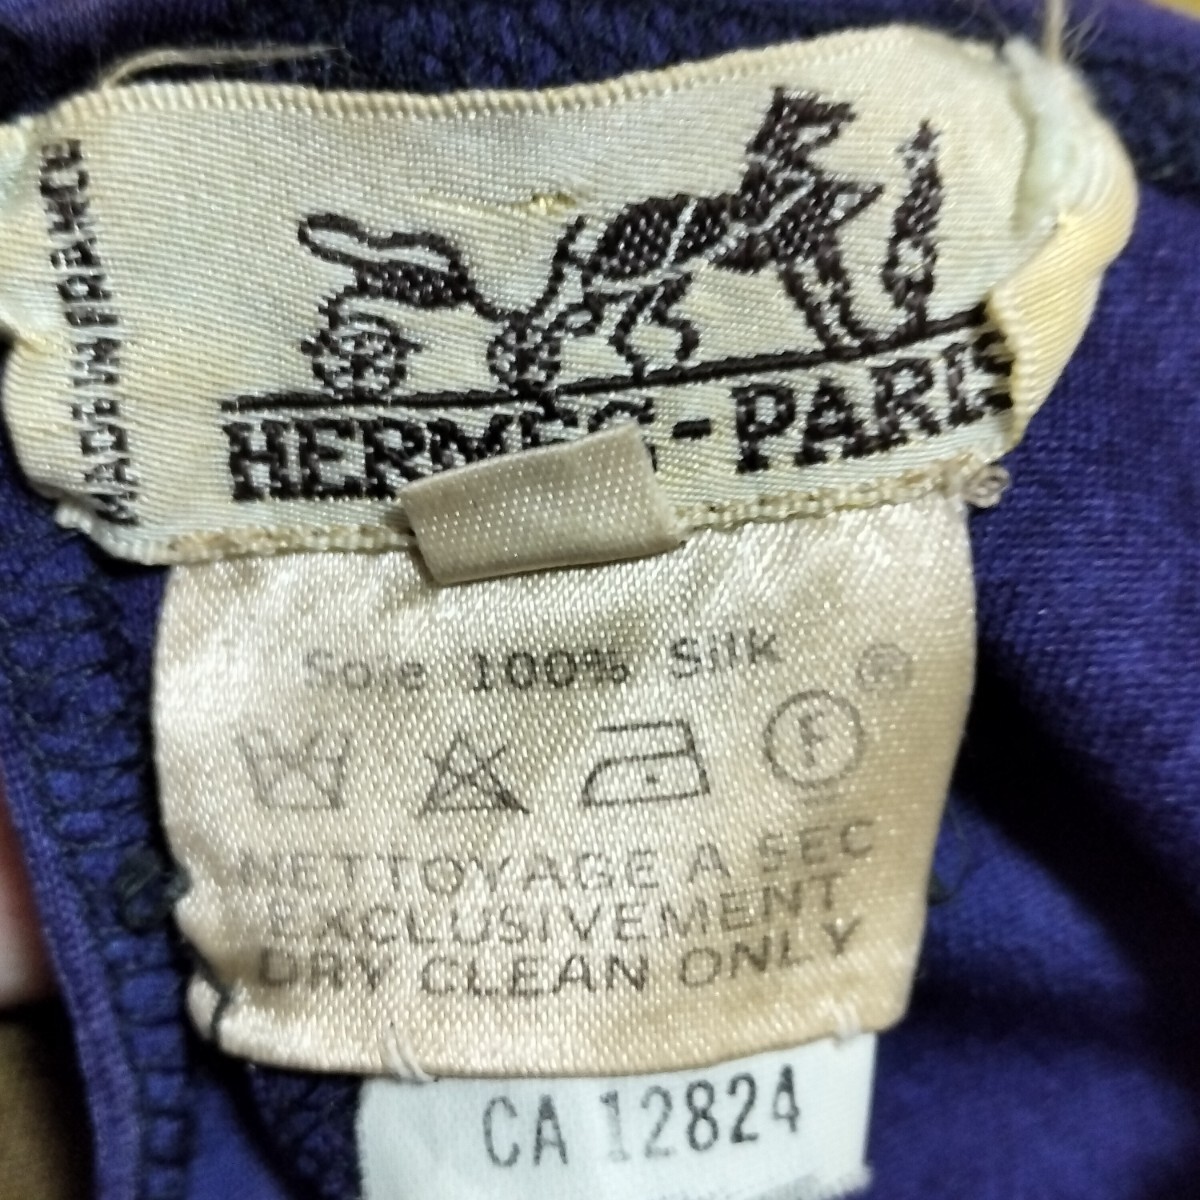 MADE IN FRANCE
HERMES-PARIS
Soie 100% Silk
®
F
NETTOYAGE A SEC
EXCLUSIVEMENT
DRY CLEAN ONLY
CA 12824